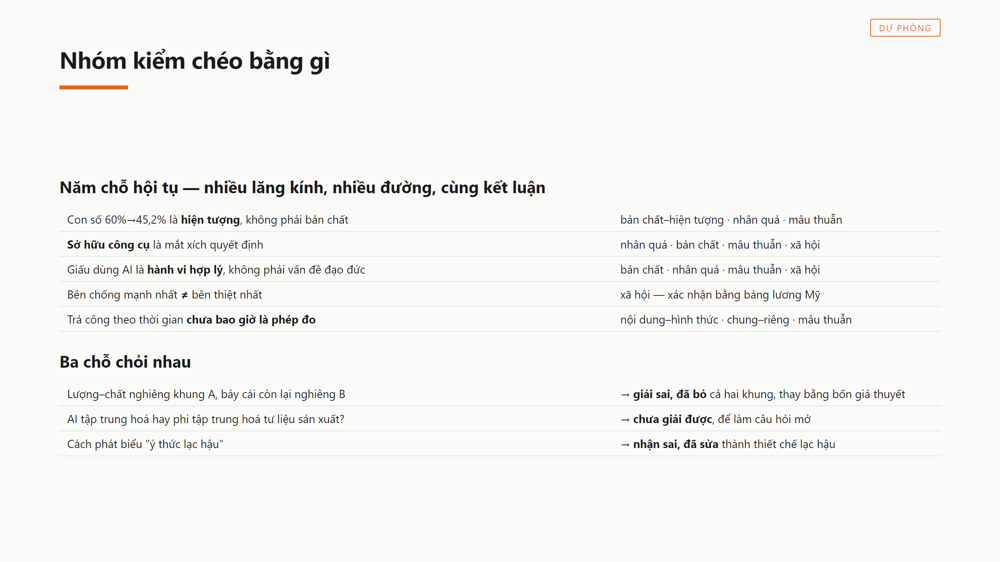 DỰ PHÒNG
Nhóm kiểm chéo bằng gì
Năm chỗ hội tụ — nhiều lăng kính, nhiều đường, cùng kết luận
Con số 60%→45,2% là hiện tượng, không phải bản chất bản chất–hiện tượng · nhân quả · mâu thuẫn
Sở hữu công cụ là mắt xích quyết định nhân quả · bản chất · mâu thuẫn · xã hội
Giấu dùng AI là hành vi hợp lý, không phải vấn đề đạo đức bản chất · nhân quả · mâu thuẫn · xã hội
Bên chống mạnh nhất ≠ bên thiệt nhất xã hội — xác nhận bằng bảng lương Mỹ
Trả công theo thời gian chưa bao giờ là phép đo nội dung–hình thức · chung–riêng · mâu thuẫn
Ba chỗ chỏi nhau
Lượng–chất nghiêng khung A, bảy cái còn lại nghiêng B → giải sai, đã bỏ cả hai khung, thay bằng bốn giả thuyết
AI tập trung hoá hay phi tập trung hoá tư liệu sản xuất? → chưa giải được, để làm câu hỏi mở
Cách phát biểu "ý thức lạc hậu" → nhận sai, đã sửa thành thiết chế lạc hậu